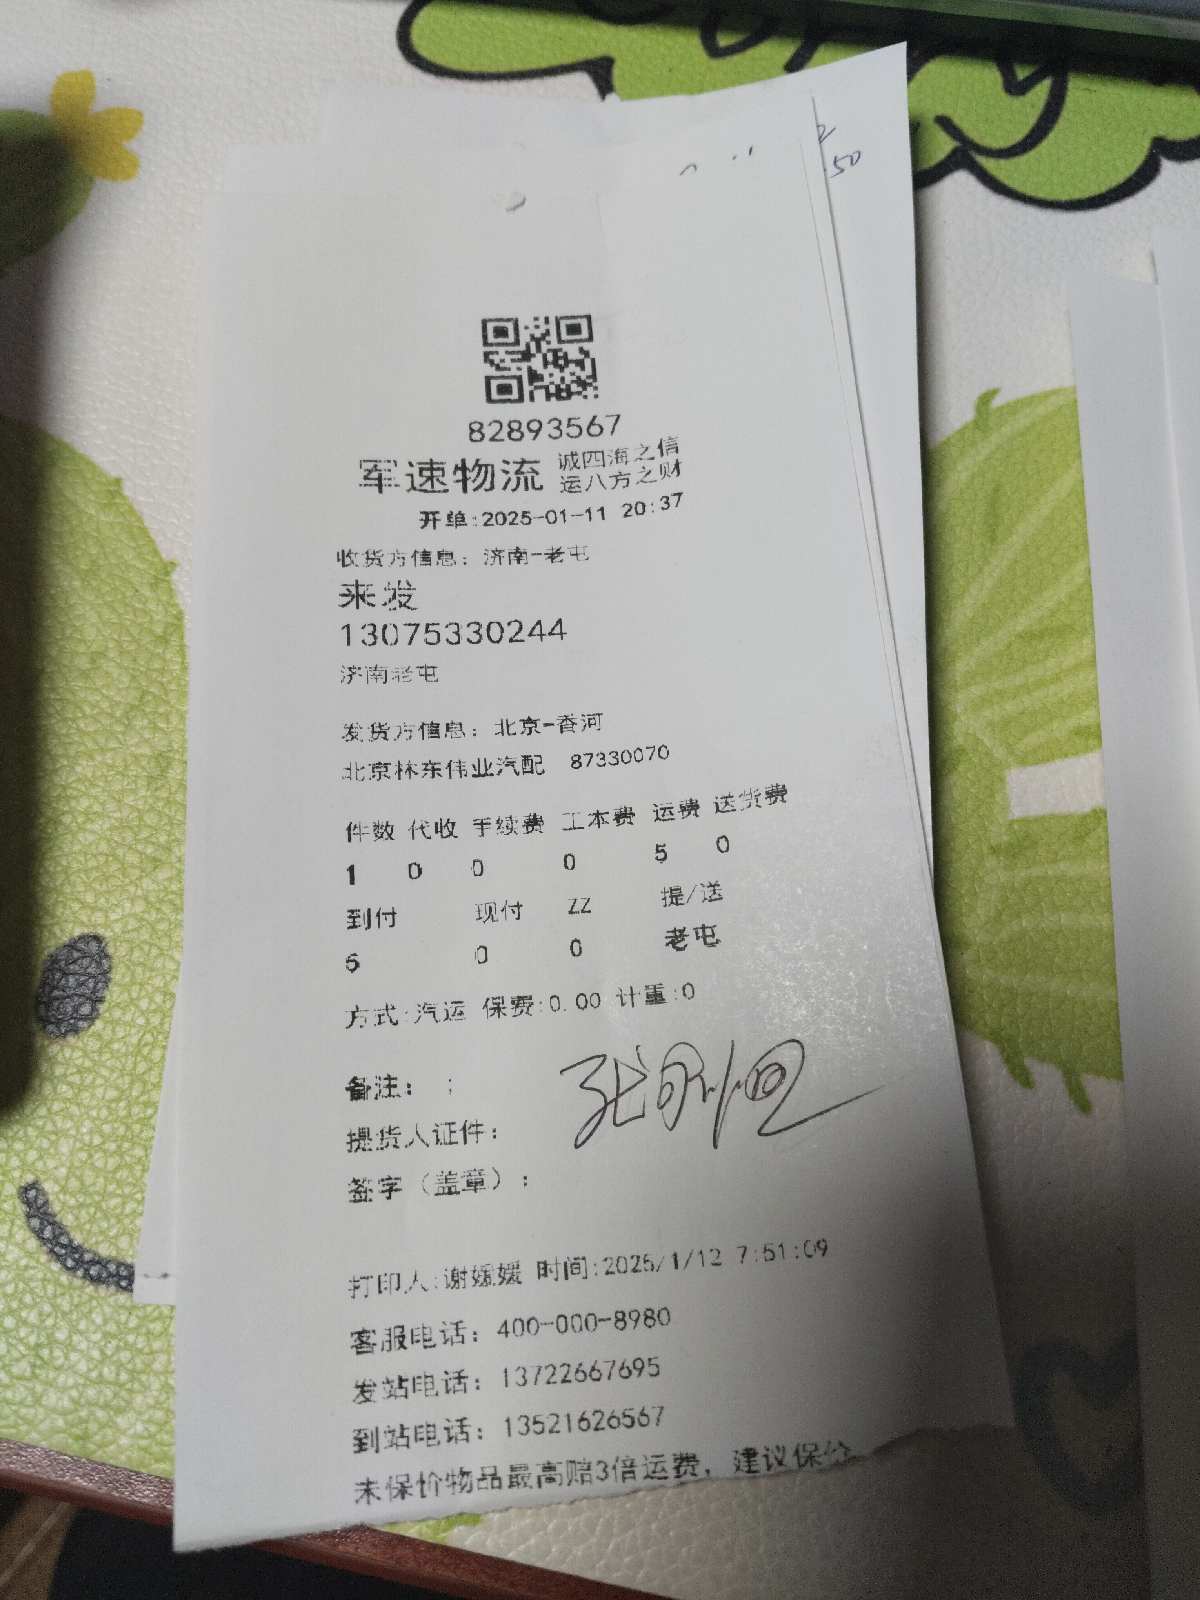 50
82893567
军速物流 诚四海之信
运八方之财
开单:2025-01-11 20:37
收货方信息: 济南-老屯
来发
13075330244
济南老屯
发货方信息: 北京-香河
北京林东伟业汽配 87330070
件数 代收 手续费 工本费 运费 送货费
1 0 0 0 5 0
到付 现付 ZZ 提/送
5 0 0 老屯
方式:汽运 保费:0.00 计重:0
备注: ;
提货人证件:
签字（盖章）:
打印人:谢媛媛 时间:2025/1/12 7:51:09
客服电话: 400-000-8980
发站电话: 13722667695
到站电话: 13521626567
未保价物品最高赔3倍运费, 建议保价